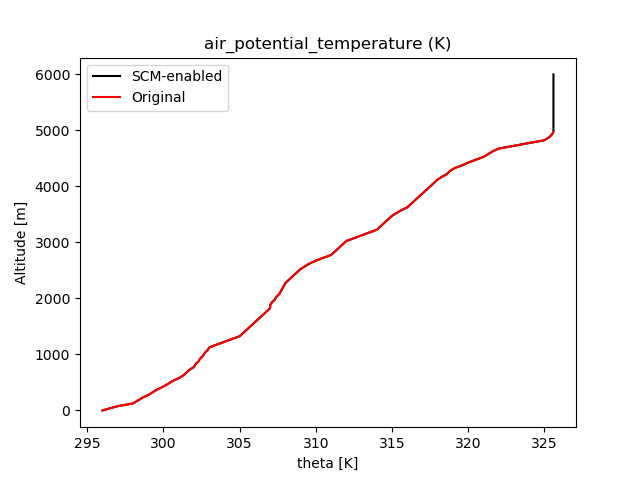 air_potential_temperature (K)
SCM-enabled
Original
6000
5000
4000
3000
2000
1000
0
Altitude [m]
295 300 305 310 315 320 325
theta [K]